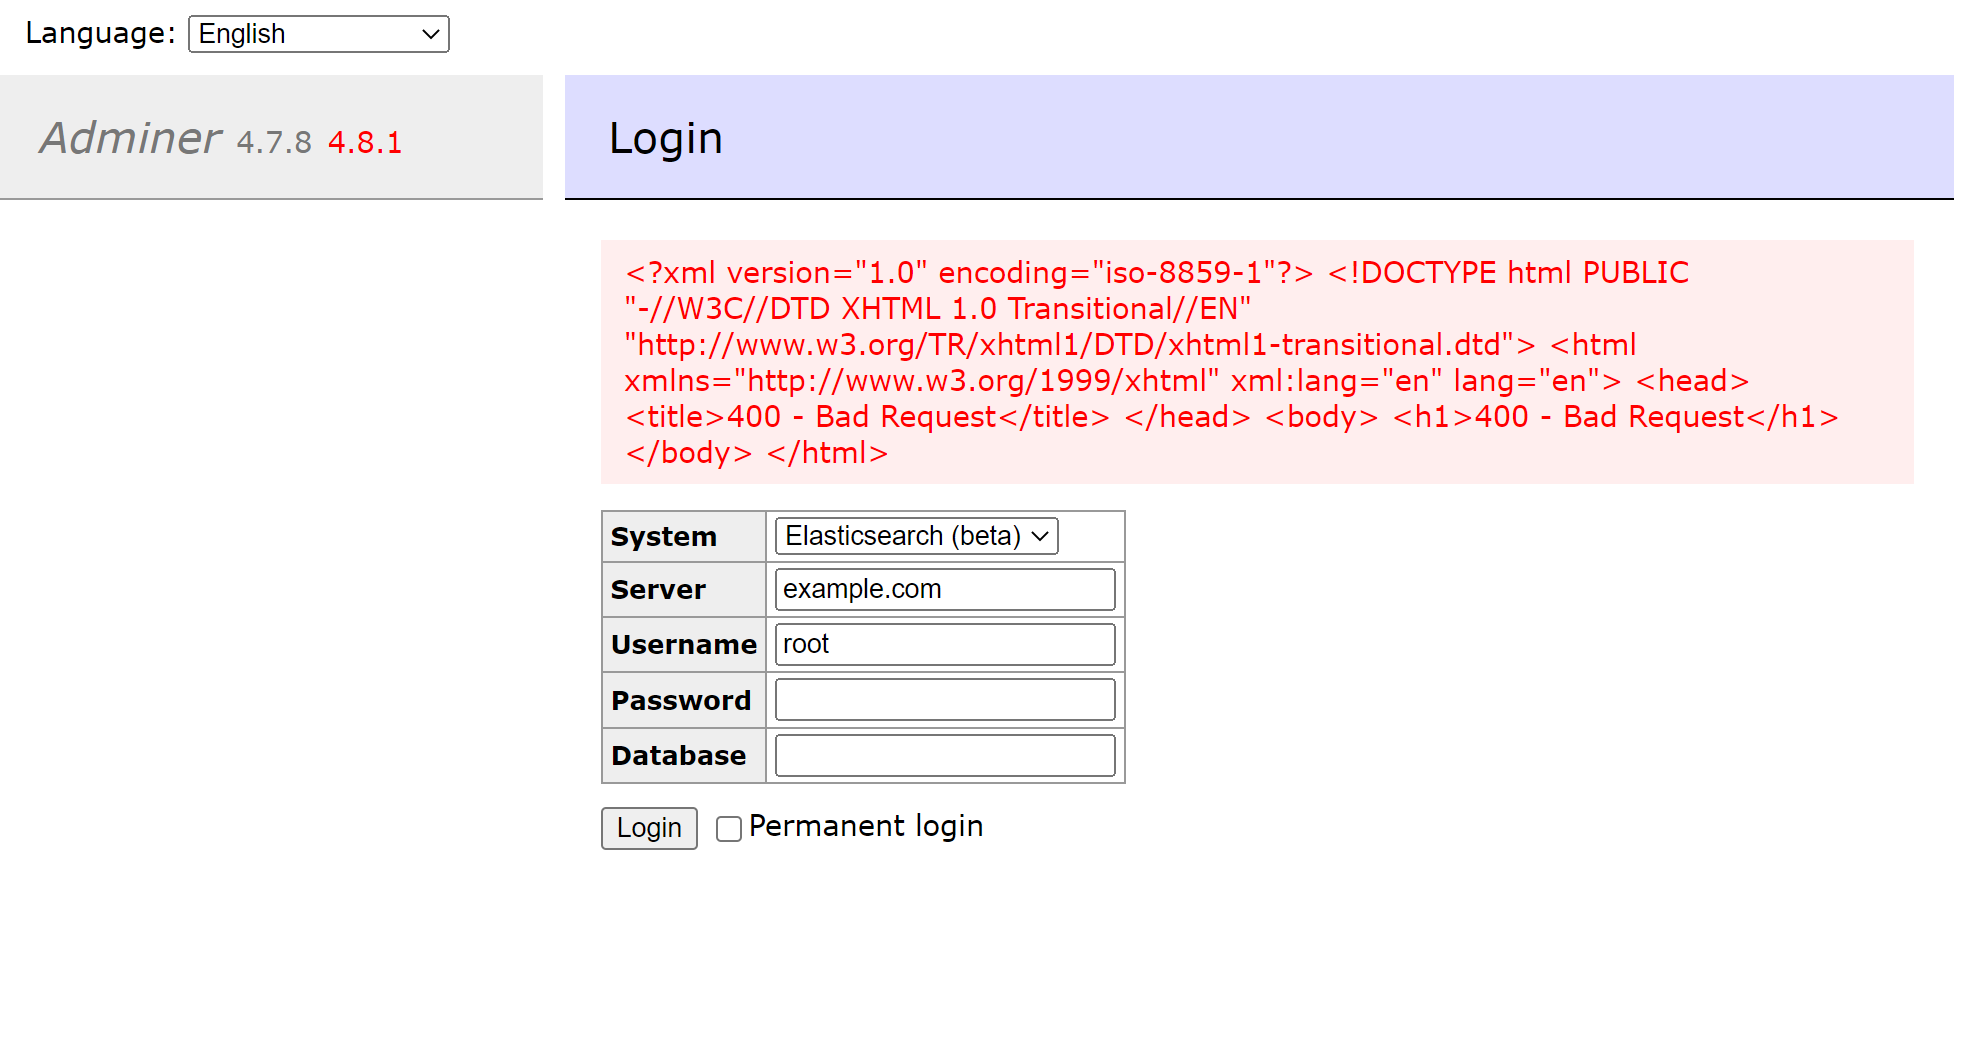 Language: English
Adminer 4.7.8 4.8.1
Login
<?xml version="1.0" encoding="iso-8859-1"?> <!DOCTYPE html PUBLIC
"-//W3C//DTD XHTML 1.0 Transitional//EN"
"http://www.w3.org/TR/xhtml1/DTD/xhtml1-transitional.dtd"> <html
xmlns="http://www.w3.org/1999/xhtml" xml:lang="en" lang="en"> <head>
<title>400 - Bad Request</title> </head> <body> <h1>400 - Bad Request</h1>
</body> </html>
System Elasticsearch (beta)
Server example.com
Username root
Password
Database
Login Permanent login